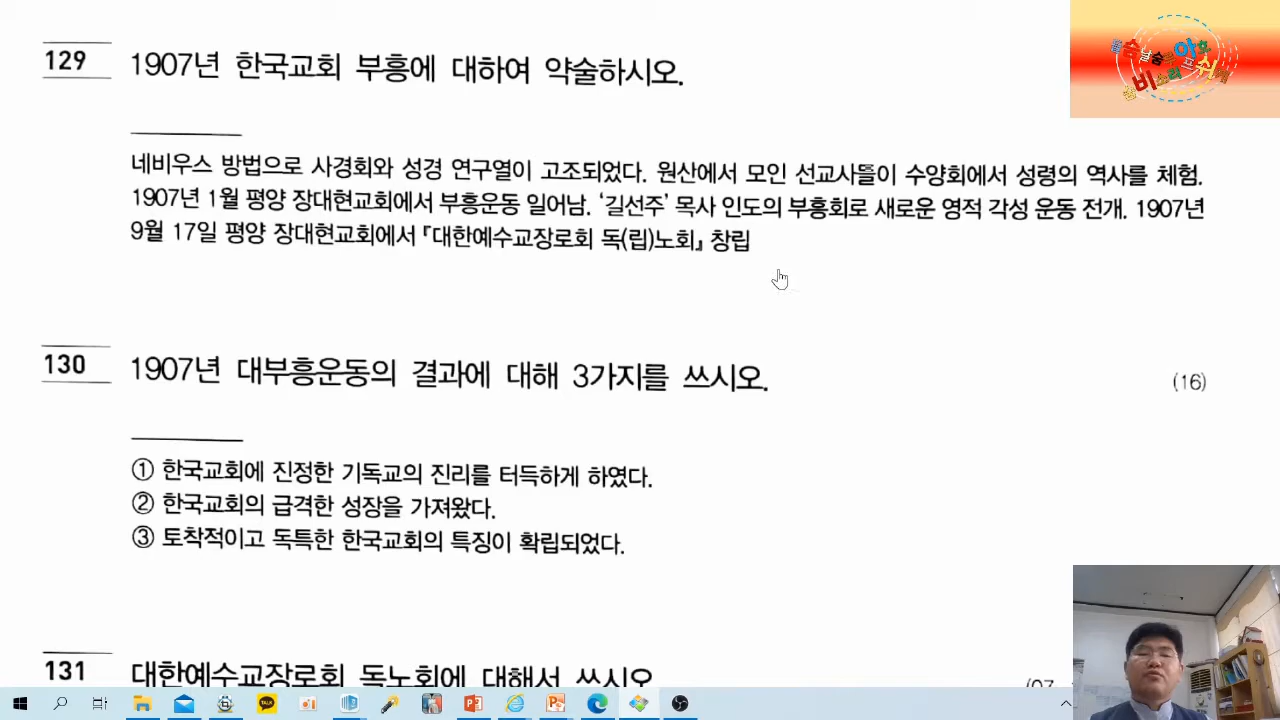 129
1907년 한국교회 부흥에 대하여 약술하시오.
네비우스 방법으로 사경회와 성경 연구열이 고조되었다. 원산에서 모인 선교사들이 수양회에서 성령의 역사를 체험.
1907년 1월 평양 장대현교회에서 부흥운동 일어남. ‘길선주’ 목사 인도의 부흥회로 새로운 영적 각성 운동 전개. 1907년
9월 17일 평양 장대현교회에서 『대한예수교장로회 독(립)노회』 창립
130
1907년 대부흥운동의 결과에 대해 3가지를 쓰시오.
(16)
① 한국교회에 진정한 기독교의 진리를 터득하게 하였다.
② 한국교회의 급격한 성장을 가져왔다.
③ 토착적이고 독특한 한국교회의 특징이 확립되었다.
131
대한예수교장로회 독노회에 대해서 쓰시오
(07
TALK